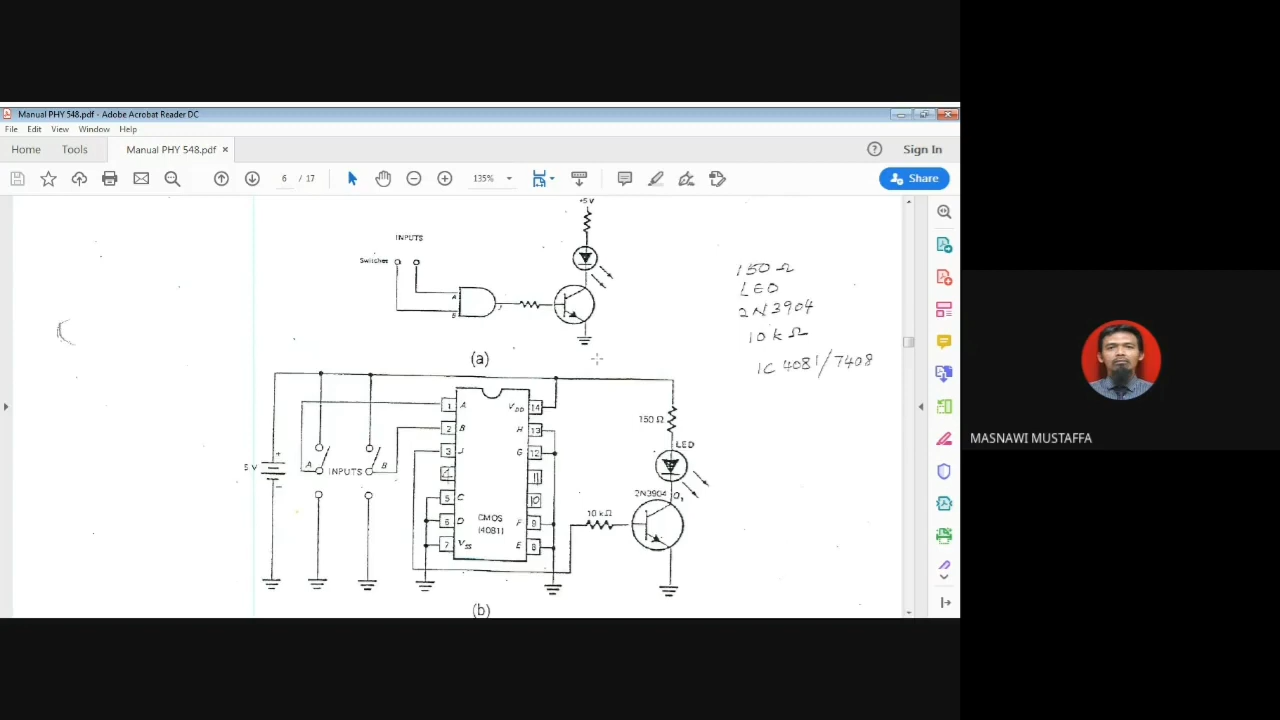 Manual PHY 548.pdf - Adobe Acrobat Reader DC
File Edit View Window Help
Home Tools Manual PHY 548.pdf ×
Sign In
6 / 17
135%
Share
+5 V
INPUTS
Switches
A
B
J
(a)
150 Ω
LED
2N3904
10 k Ω
IC 4081/7408
1 A VDD 14
2 B H 13
3 J G 12
4 11
5 C 10
6 D F 9
7 VSS E 8
CMOS
(4081)
5 V
+
−
A INPUTS B
150 Ω
LED
2N3904 Q1
10 kΩ
(b)
MASNAWI MUSTAFFA